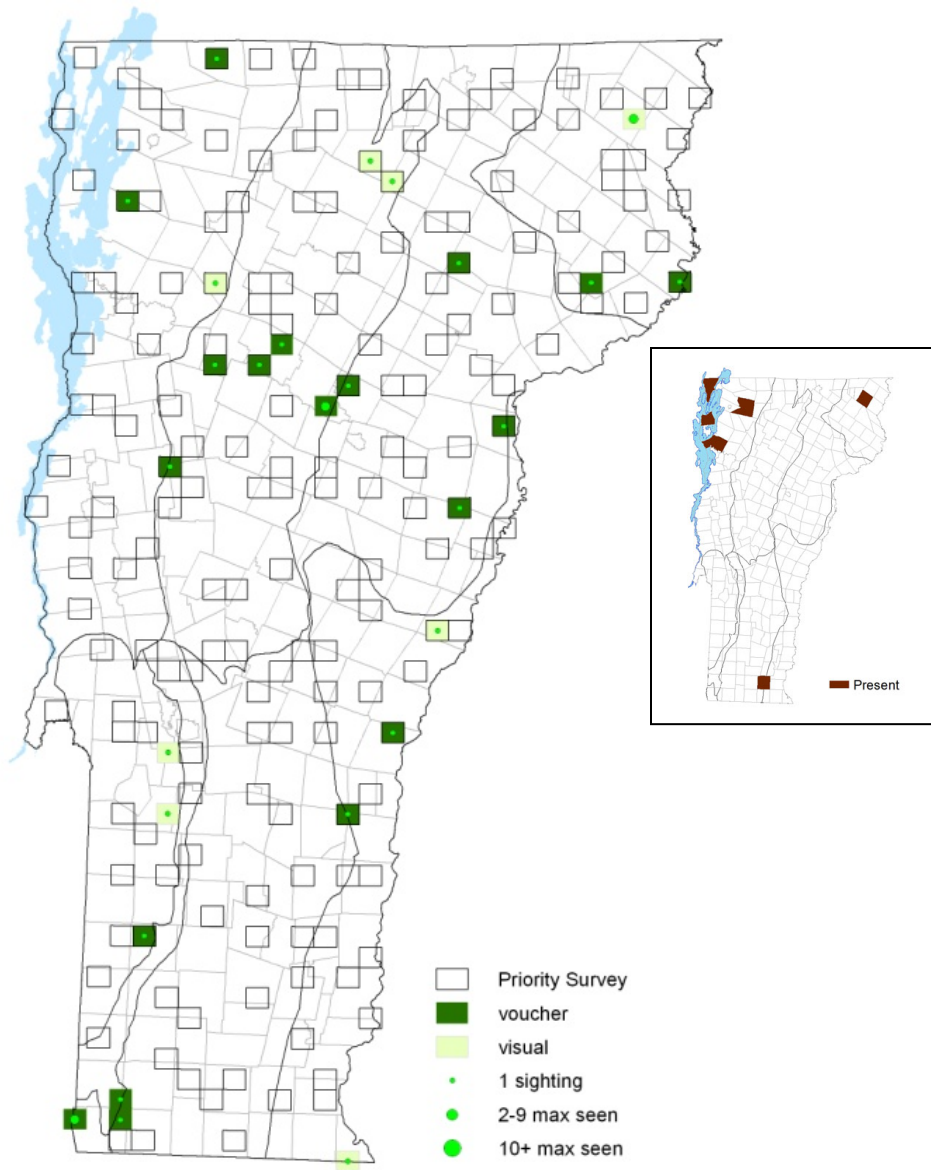 Present
Priority Survey
voucher
visual
1 sighting
2-9 max seen
10+ max seen